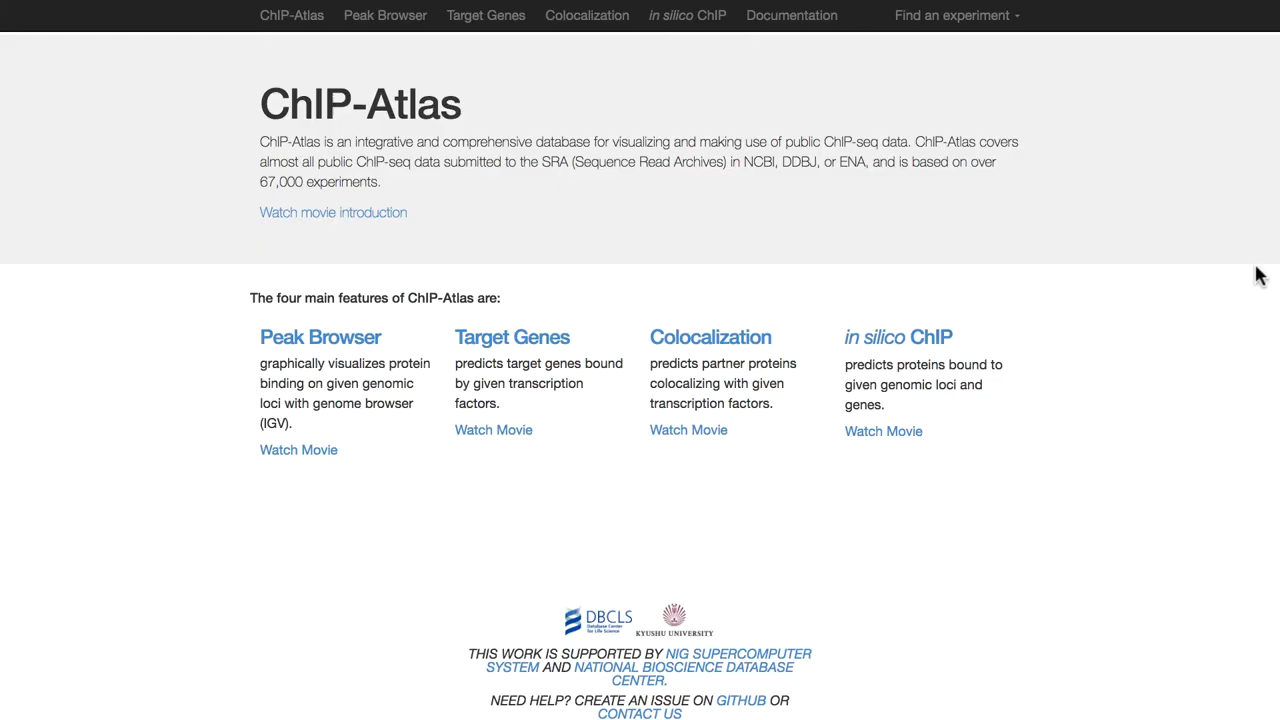 ChIP-Atlas Peak Browser Target Genes Colocalization in silico ChIP Documentation Find an experiment
ChIP-Atlas
ChIP-Atlas is an integrative and comprehensive database for visualizing and making use of public ChIP-seq data. ChIP-Atlas covers
almost all public ChIP-seq data submitted to the SRA (Sequence Read Archives) in NCBI, DDBJ, or ENA, and is based on over
67,000 experiments.
Watch movie introduction
The four main features of ChIP-Atlas are:
Peak Browser
graphically visualizes protein
binding on given genomic
loci with genome browser
(IGV).
Watch Movie
Target Genes
predicts target genes bound
by given transcription
factors.
Watch Movie
Colocalization
predicts partner proteins
colocalizing with given
transcription factors.
Watch Movie
in silico ChIP
predicts proteins bound to
given genomic loci and
genes.
Watch Movie
DBCLS
Database Center
for Life Science
KYUSHU UNIVERSITY
THIS WORK IS SUPPORTED BY NIG SUPERCOMPUTER
SYSTEM AND NATIONAL BIOSCIENCE DATABASE
CENTER.
NEED HELP? CREATE AN ISSUE ON GITHUB OR
CONTACT US